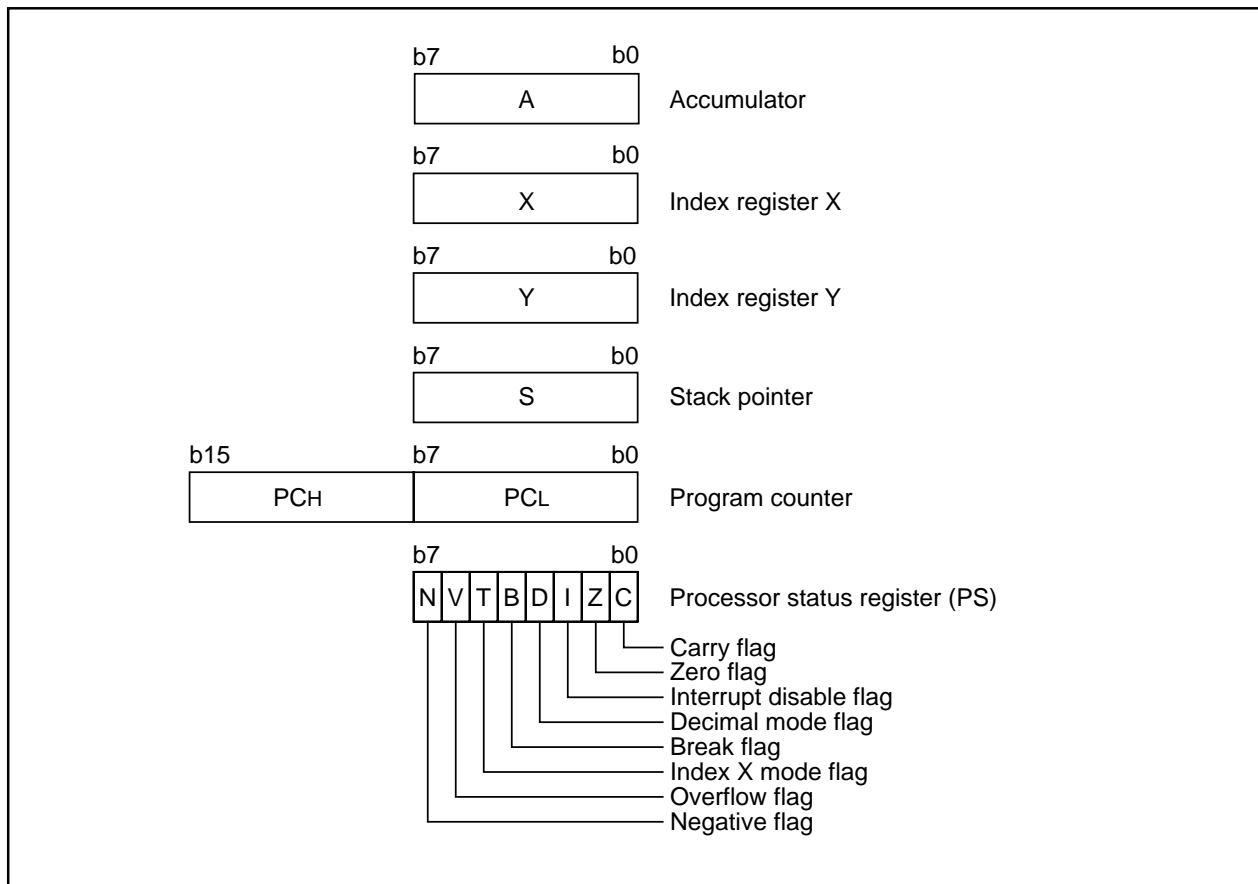 b7 b0
A Accumulator
b7 b0
X Index register X
b7 b0
Y Index register Y
b7 b0
S Stack pointer
b15 b7 b0
PCH PCL Program counter
b7 b0
N V T B D I Z C Processor status register (PS)
Carry flag
Zero flag
Interrupt disable flag
Decimal mode flag
Break flag
Index X mode flag
Overflow flag
Negative flag